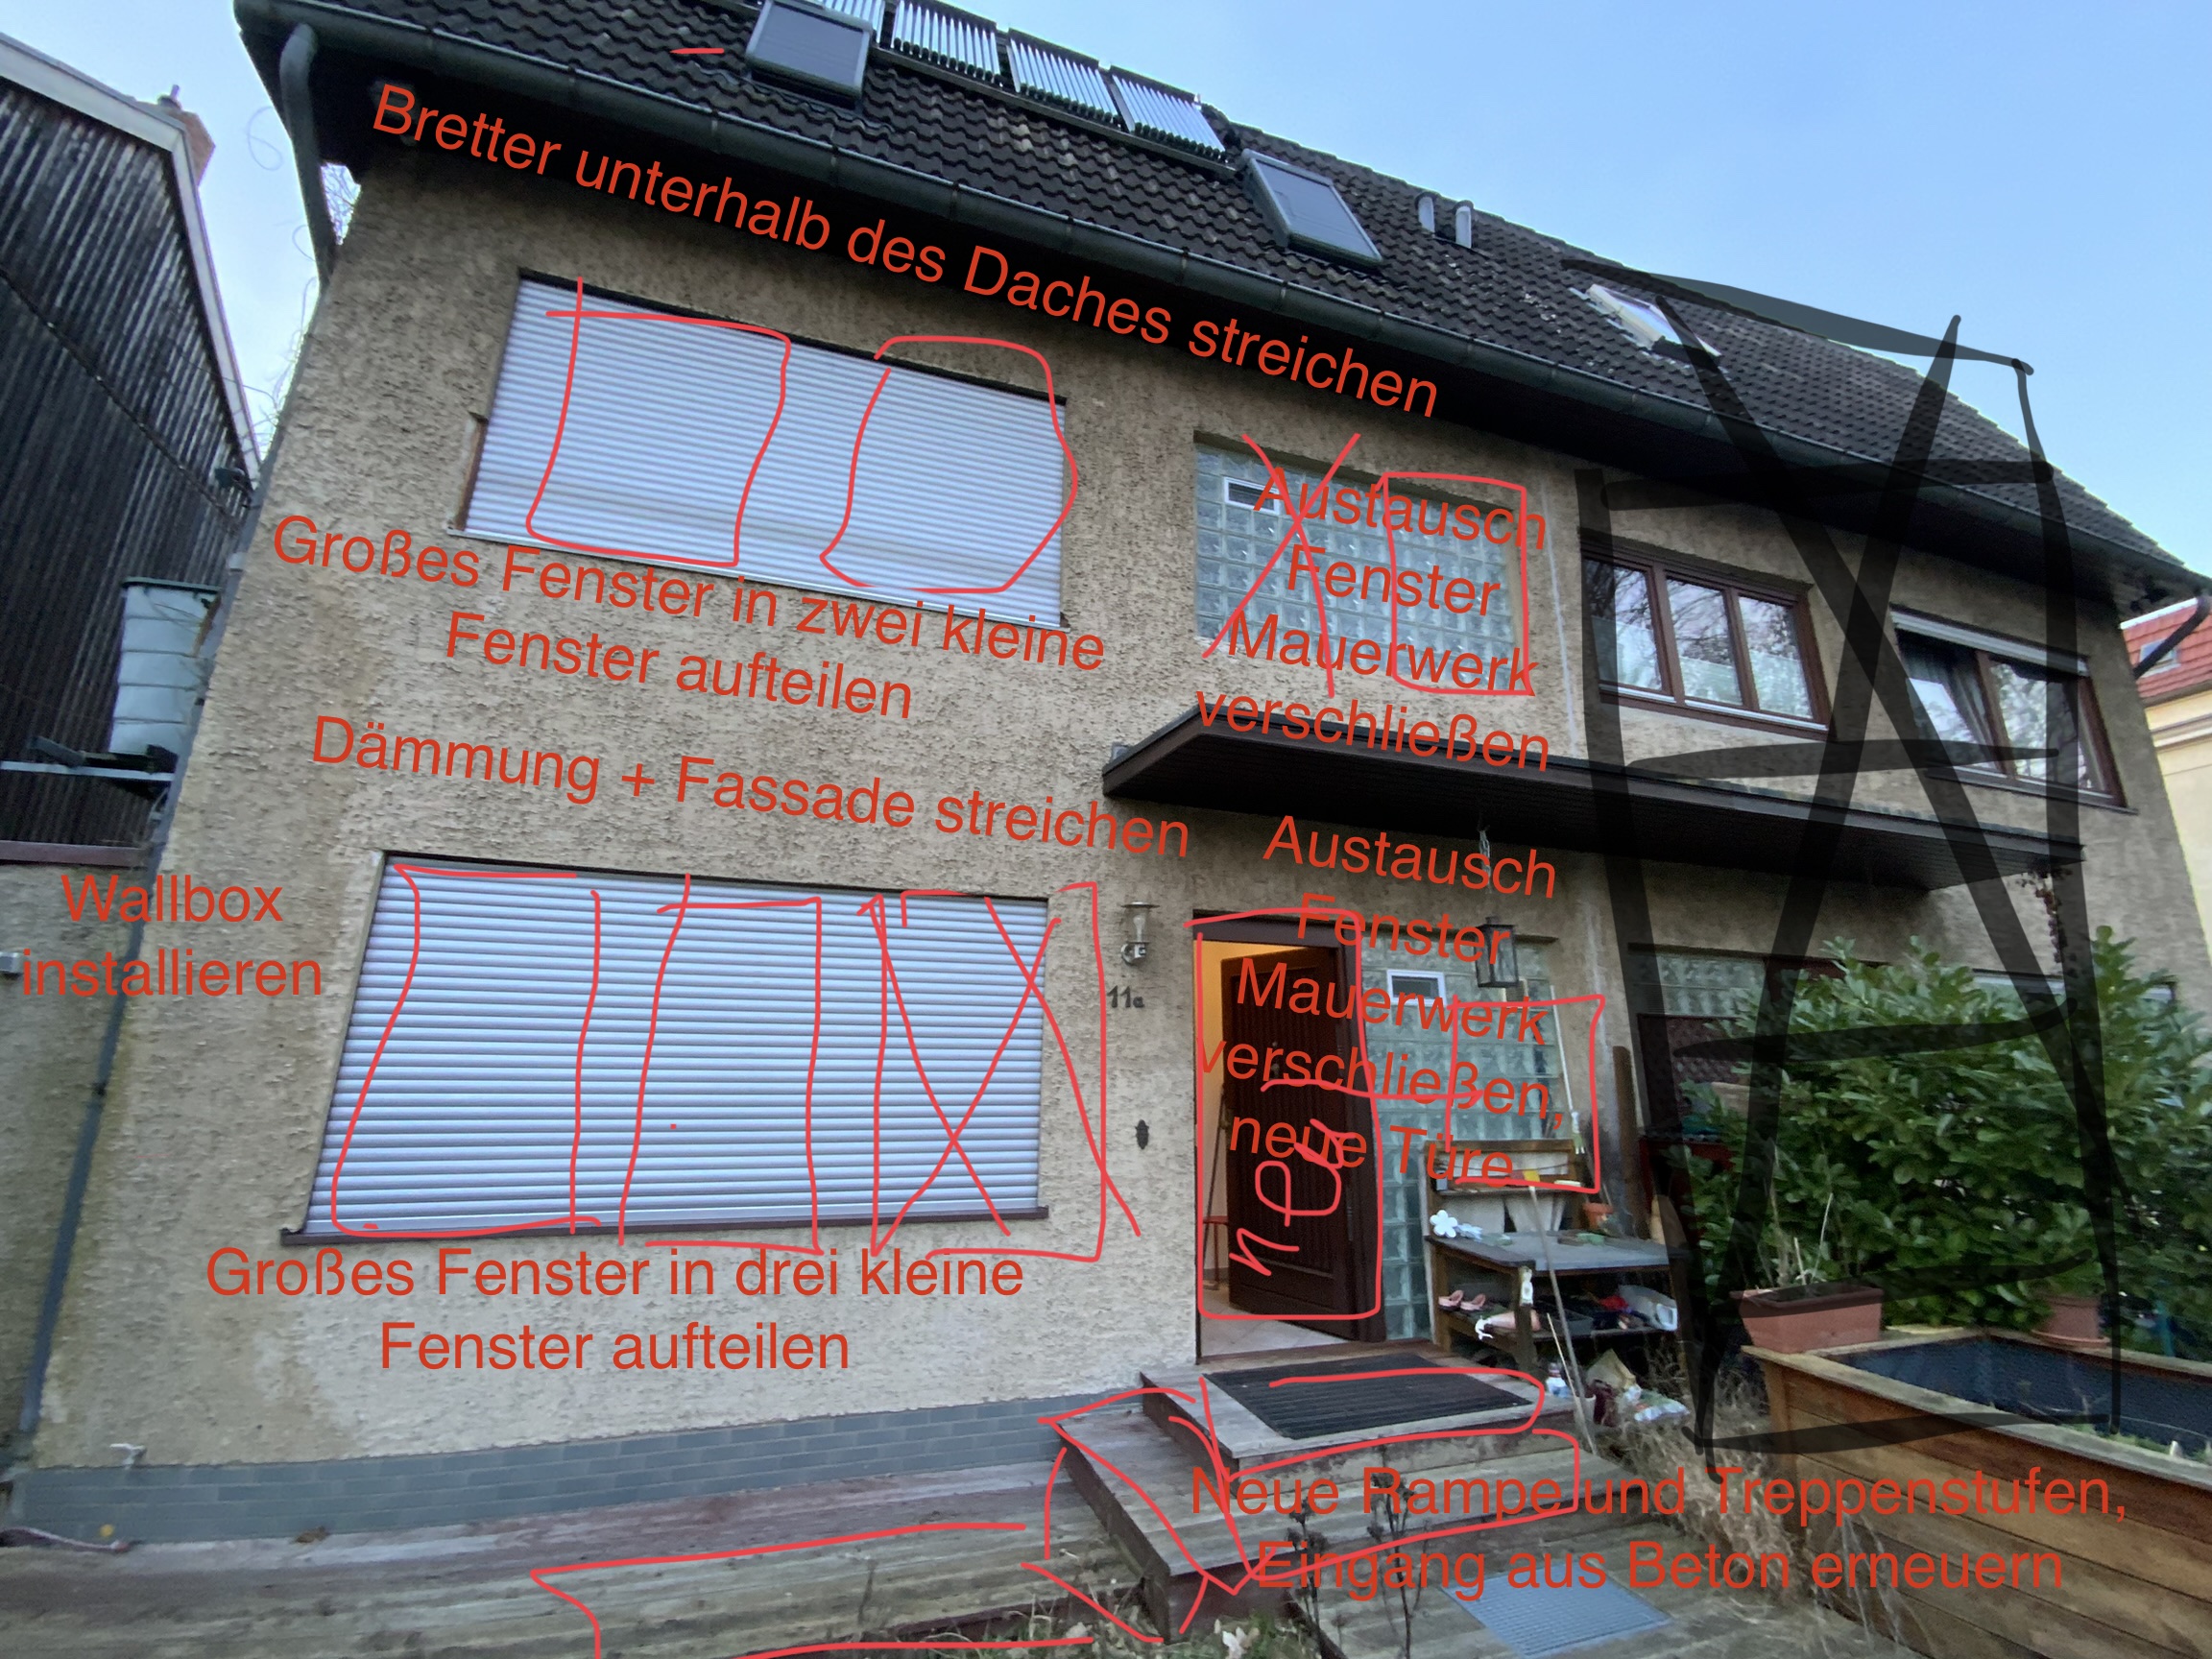 Bretter unterhalb des Daches streichen
Großes Fenster in zwei kleine
Fenster aufteilen
Austausch
Fenster
Mauerwerk
verschließen
Dämmung + Fassade streichen
Wallbox
installieren
Austausch
Fenster
Mauerwerk
verschließen,
neue Türe
11a
neu
Großes Fenster in drei kleine
Fenster aufteilen
Neue Rampe und Treppenstufen,
Eingang aus Beton erneuern